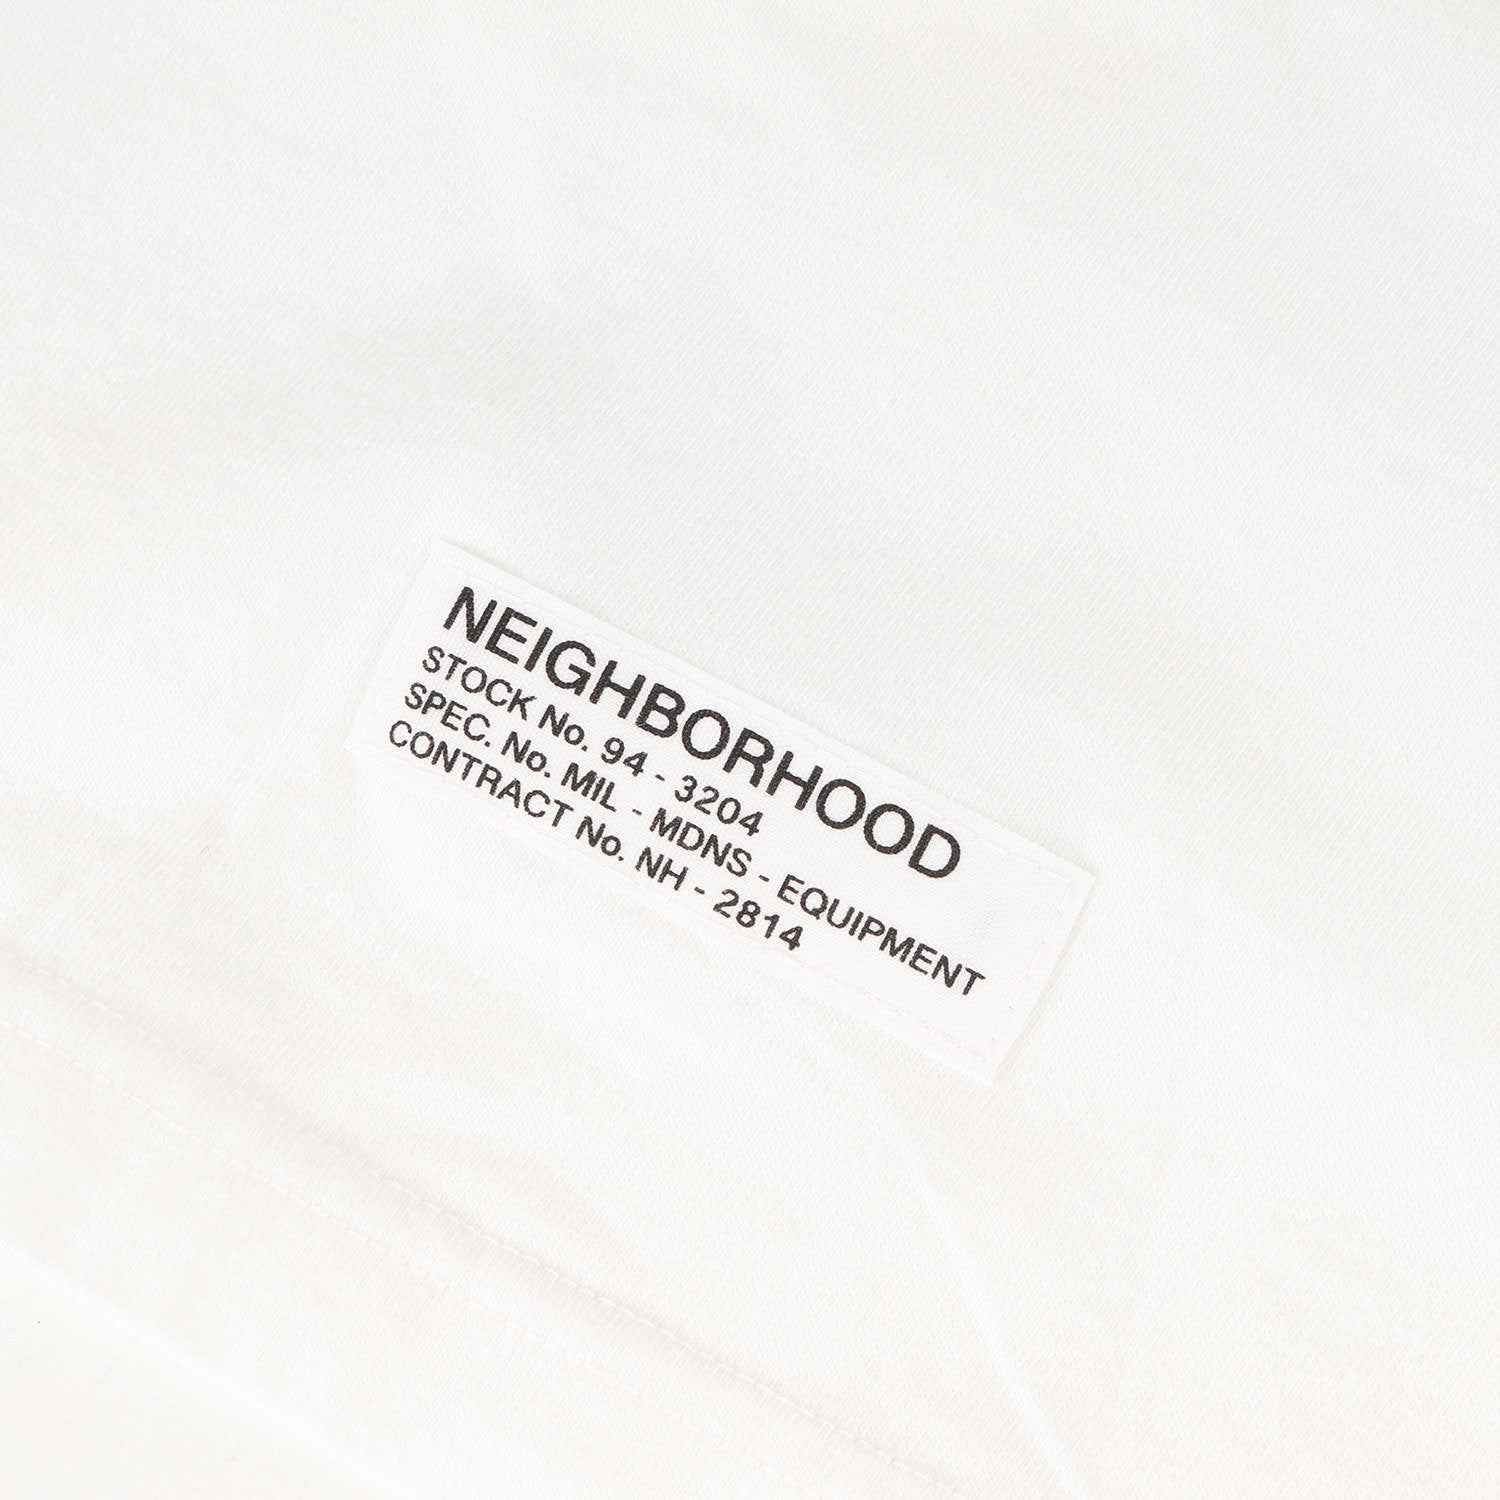 NEIGHBORHOOD
STOCK No. 94 - 3204
SPEC. No. MIL - MDNS - EQUIPMENT
CONTRACT No. NH - 2814